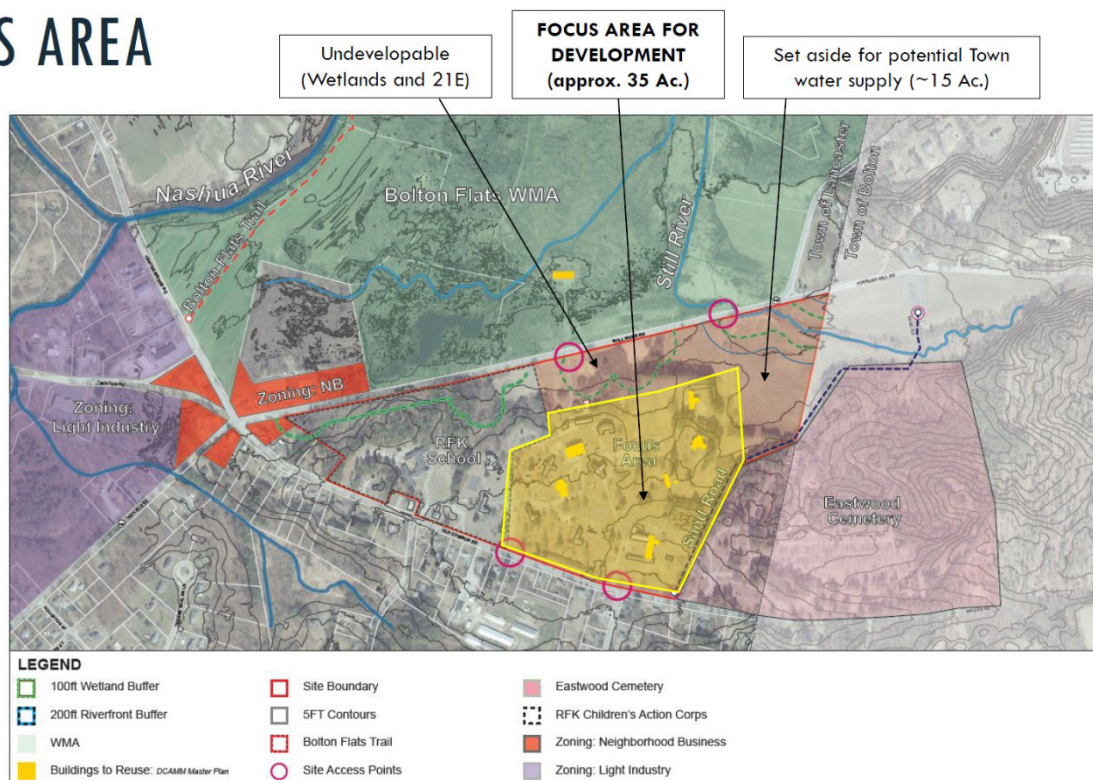 S AREA
Undevelopable
(Wetlands and 21E)
FOCUS AREA FOR
DEVELOPMENT
(approx. 35 Ac.)
Set aside for potential Town
water supply (~15 Ac.)
Nashua River
Bolton Flats Trail
Bolton Flats WMA
Still River
Town of Lancaster
Town of Bolton
Zoning: NB
Zoning:
Light Industry
RFK
School
Focus
Area
Sand Road
Eastwood
Cemetery
LEGEND
100ft Wetland Buffer
200ft Riverfront Buffer
WMA
Buildings to Reuse: DCAMM Master Plan
Site Boundary
5FT Contours
Bolton Flats Trail
Site Access Points
Eastwood Cemetery
RFK Children's Action Corps
Zoning: Neighborhood Business
Zoning: Light Industry